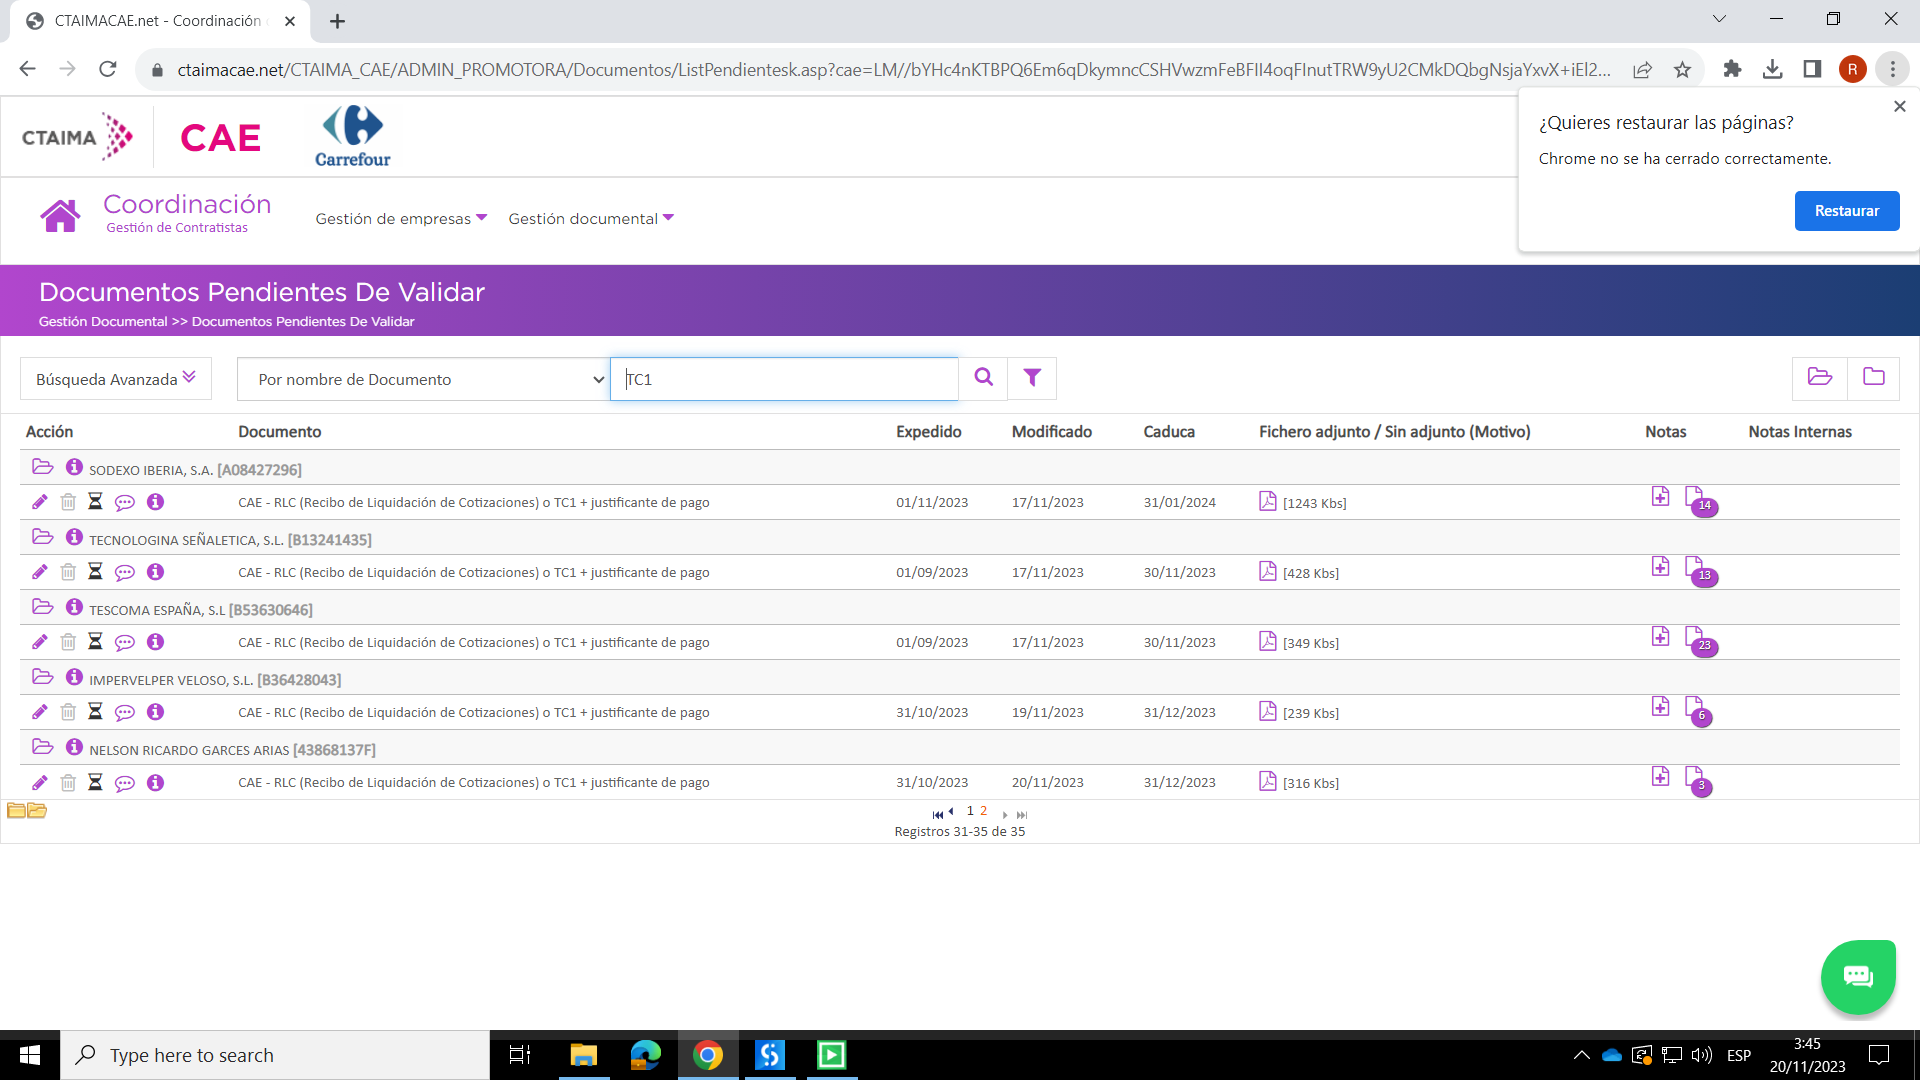 CTAIMACAE.net - Coordinación
ctaimacae.net/CTAIMA_CAE/ADMIN_PROMOTORA/Documentos/ListPendientesk.asp?cae=LM//bYHc4nKTBPQ6Em6qDkymncCSHVwzmFeBFII4oqFInutTRW9yU2CMkDQbgNsjaYxvX+iEl2...
R
CTAIMA CAE Carrefour
¿Quieres restaurar las páginas?
Chrome no se ha cerrado correctamente.
Restaurar
Coordinación
Gestión de Contratistas
Gestión de empresas Gestión documental
Documentos Pendientes De Validar
Gestión Documental >> Documentos Pendientes De Validar
Búsqueda Avanzada Por nombre de Documento TC1
Acción Documento Expedido Modificado Caduca Fichero adjunto / Sin adjunto (Motivo) Notas Notas Internas
SODEXO IBERIA, S.A. [A08427296]
CAE - RLC (Recibo de Liquidación de Cotizaciones) o TC1 + justificante de pago 01/11/2023 17/11/2023 31/01/2024 [1243 Kbs] 14
TECNOLOGINA SEÑALETICA, S.L. [B13241435]
CAE - RLC (Recibo de Liquidación de Cotizaciones) o TC1 + justificante de pago 01/09/2023 17/11/2023 30/11/2023 [428 Kbs] 13
TESCOMA ESPAÑA, S.L [B53630646]
CAE - RLC (Recibo de Liquidación de Cotizaciones) o TC1 + justificante de pago 01/09/2023 17/11/2023 30/11/2023 [349 Kbs] 23
IMPERVELPER VELOSO, S.L. [B36428043]
CAE - RLC (Recibo de Liquidación de Cotizaciones) o TC1 + justificante de pago 31/10/2023 19/11/2023 31/12/2023 [239 Kbs] 6
NELSON RICARDO GARCES ARIAS [43868137F]
CAE - RLC (Recibo de Liquidación de Cotizaciones) o TC1 + justificante de pago 31/10/2023 20/11/2023 31/12/2023 [316 Kbs] 3
1 2
Registros 31-35 de 35
Type here to search
ESP
3:45
20/11/2023